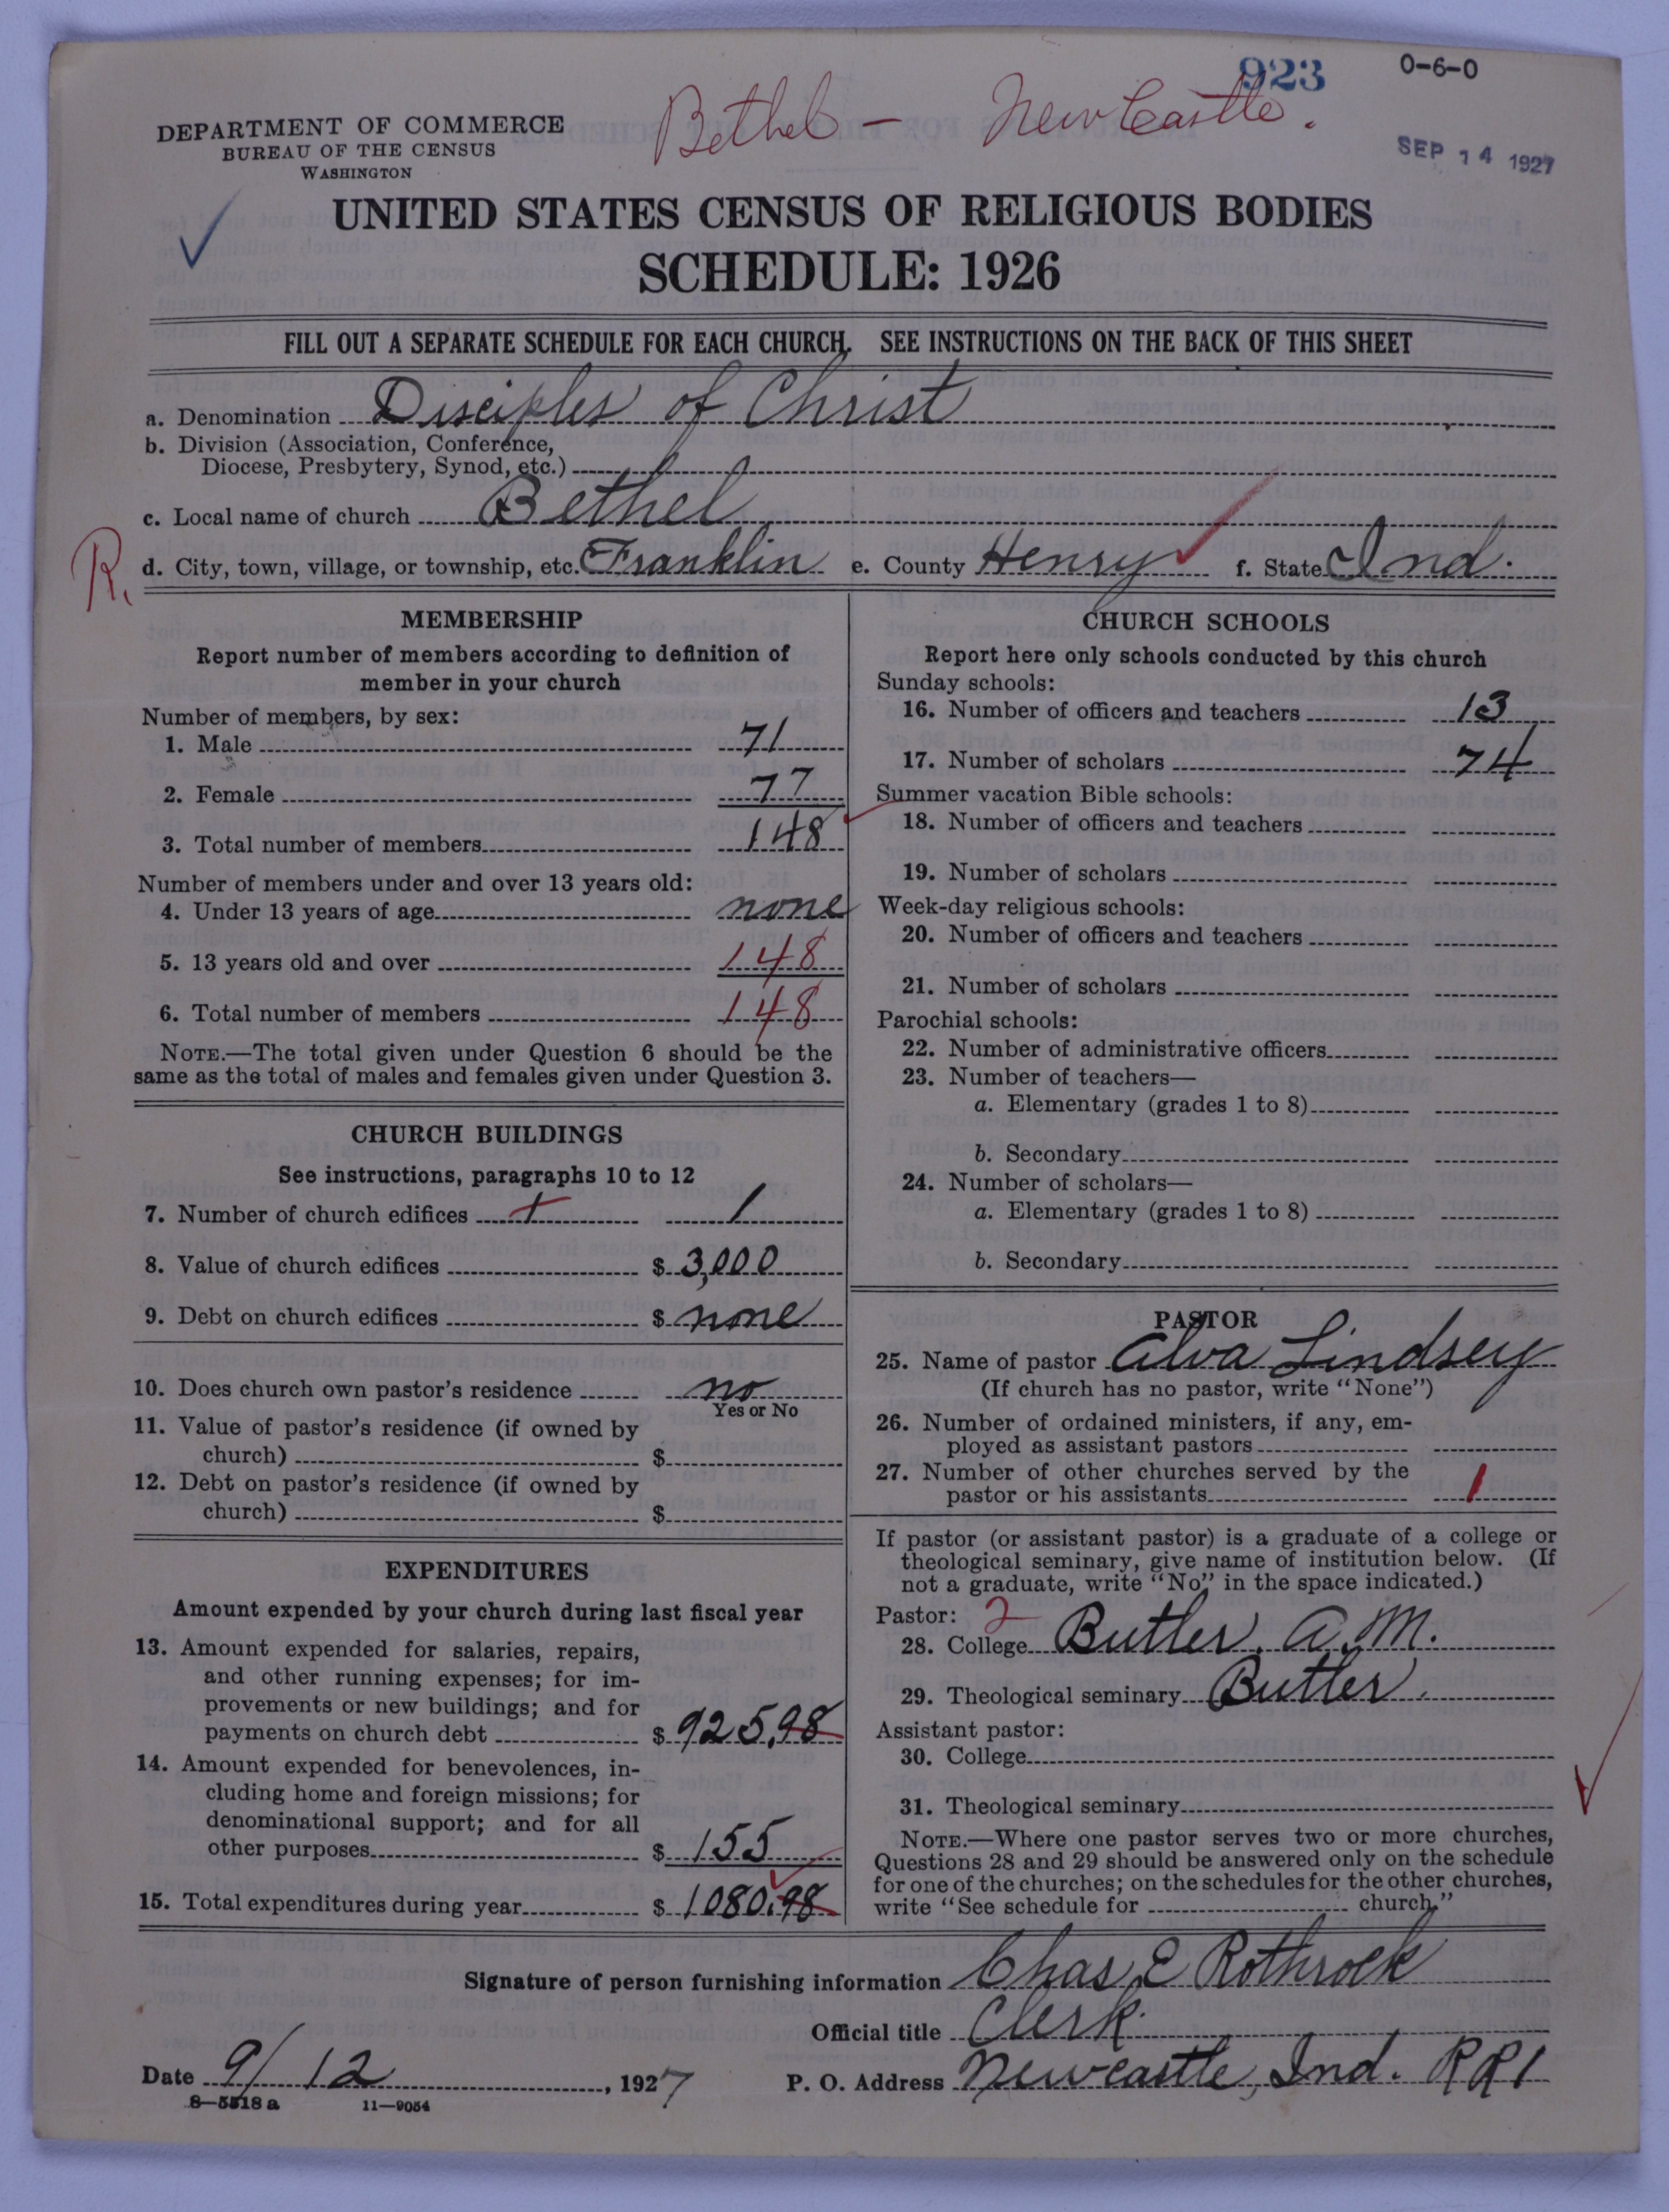 923
0-6-0
Bethel - New Castle.
SEP 14 1927
DEPARTMENT OF COMMERCE
BUREAU OF THE CENSUS
WASHINGTON
UNITED STATES CENSUS OF RELIGIOUS BODIES
SCHEDULE: 1926
FILL OUT A SEPARATE SCHEDULE FOR EACH CHURCH. SEE INSTRUCTIONS ON THE BACK OF THIS SHEET
a. Denomination Disciples of Christ
b. Division (Association, Conference,
Diocese, Presbytery, Synod, etc.)
c. Local name of church Bethel
R. d. City, town, village, or township, etc. Franklin e. County Henry f. State Ind.
MEMBERSHIP
Report number of members according to definition of
member in your church
Number of members, by sex:
1. Male 71
2. Female 77
3. Total number of members 148
Number of members under and over 13 years old:
4. Under 13 years of age none
5. 13 years old and over 148
6. Total number of members 148
NOTE.—The total given under Question 6 should be the
same as the total of males and females given under Question 3.
CHURCH BUILDINGS
See instructions, paragraphs 10 to 12
7. Number of church edifices 1 1
8. Value of church edifices $ 3,000
9. Debt on church edifices $ none
10. Does church own pastor's residence no
Yes or No
11. Value of pastor's residence (if owned by
church) $
12. Debt on pastor's residence (if owned by
church) $
EXPENDITURES
Amount expended by your church during last fiscal year
13. Amount expended for salaries, repairs,
and other running expenses; for im-
provements or new buildings; and for
payments on church debt $ 925.98
14. Amount expended for benevolences, in-
cluding home and foreign missions; for
denominational support; and for all
other purposes $ 155
15. Total expenditures during year $ 1080.98
CHURCH SCHOOLS
Report here only schools conducted by this church
Sunday schools:
16. Number of officers and teachers 13
17. Number of scholars 74
Summer vacation Bible schools:
18. Number of officers and teachers
19. Number of scholars
Week-day religious schools:
20. Number of officers and teachers
21. Number of scholars
Parochial schools:
22. Number of administrative officers
23. Number of teachers—
a. Elementary (grades 1 to 8)
b. Secondary
24. Number of scholars—
a. Elementary (grades 1 to 8)
b. Secondary
PASTOR
25. Name of pastor Alva Lindsey
(If church has no pastor, write "None")
26. Number of ordained ministers, if any, em-
ployed as assistant pastors
27. Number of other churches served by the
pastor or his assistants 1
If pastor (or assistant pastor) is a graduate of a college or
theological seminary, give name of institution below. (If
not a graduate, write "No" in the space indicated.)
Pastor: 2
28. College Butler. A.M.
29. Theological seminary Butler.
Assistant pastor:
30. College
31. Theological seminary
NOTE.—Where one pastor serves two or more churches,
Questions 28 and 29 should be answered only on the schedule
for one of the churches; on the schedules for the other churches,
write "See schedule for church."
Signature of person furnishing information Chas. E Rothrock
Official title Clerk.
Date 9/12, 1927 P. O. Address Newcastle, Ind. RR1
8-5518 a 11-9054